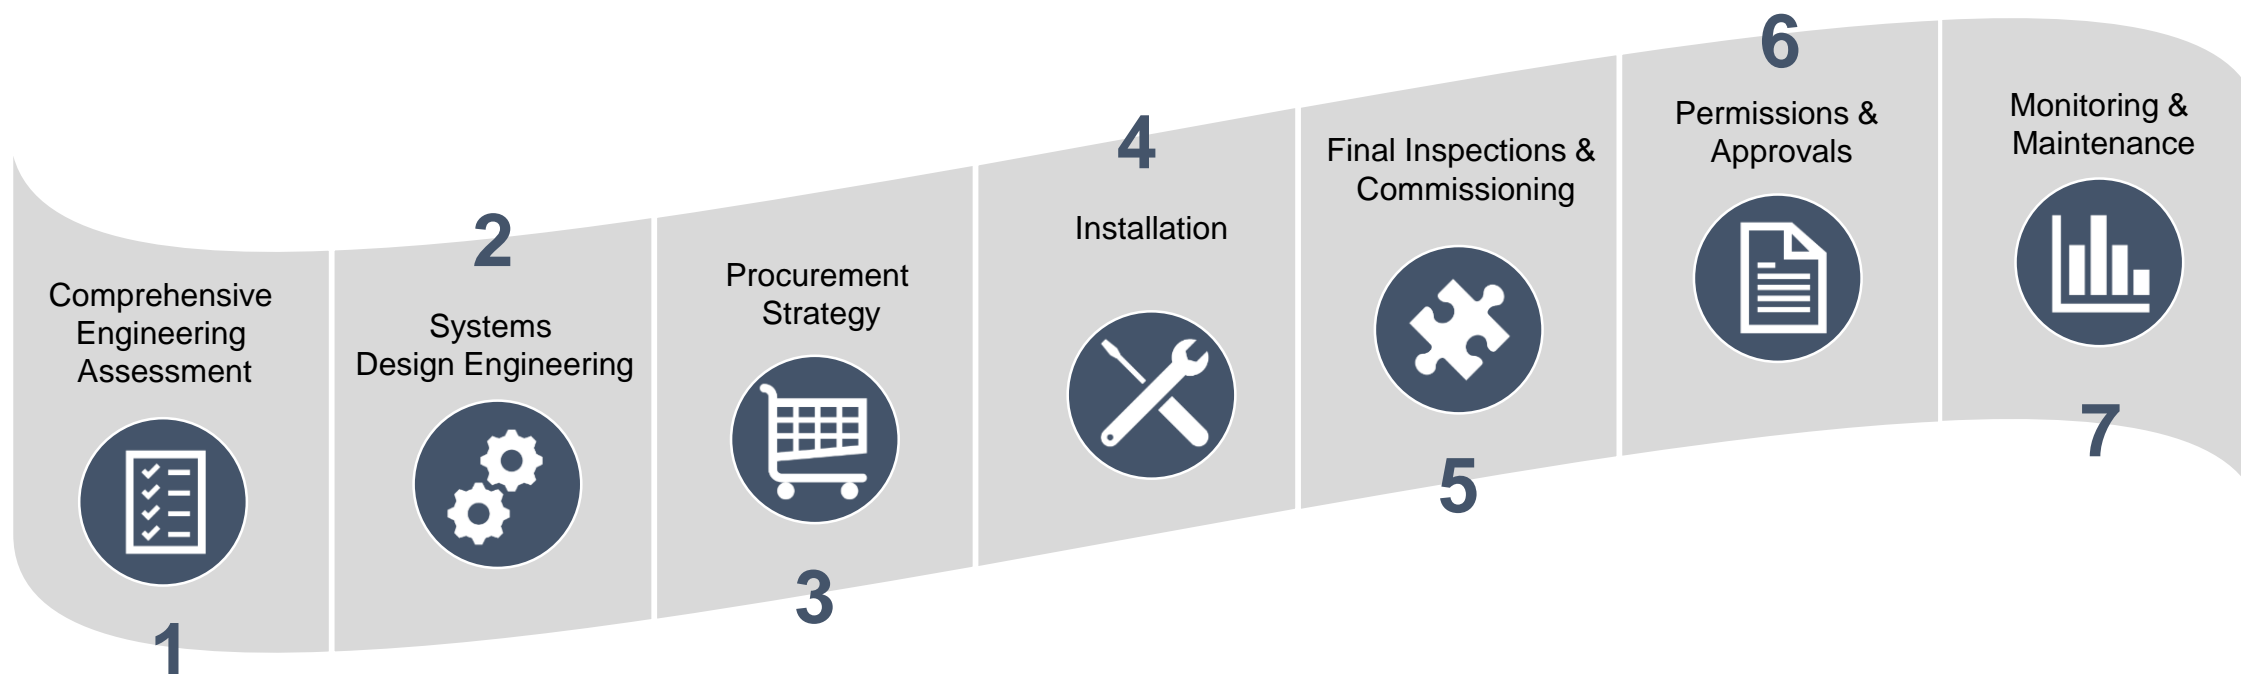 1
Comprehensive
Engineering
Assessment
2
Systems
Design Engineering
3
Procurement
Strategy
4
Installation
5
Final Inspections &
Commissioning
6
Permissions &
Approvals
7
Monitoring &
Maintenance